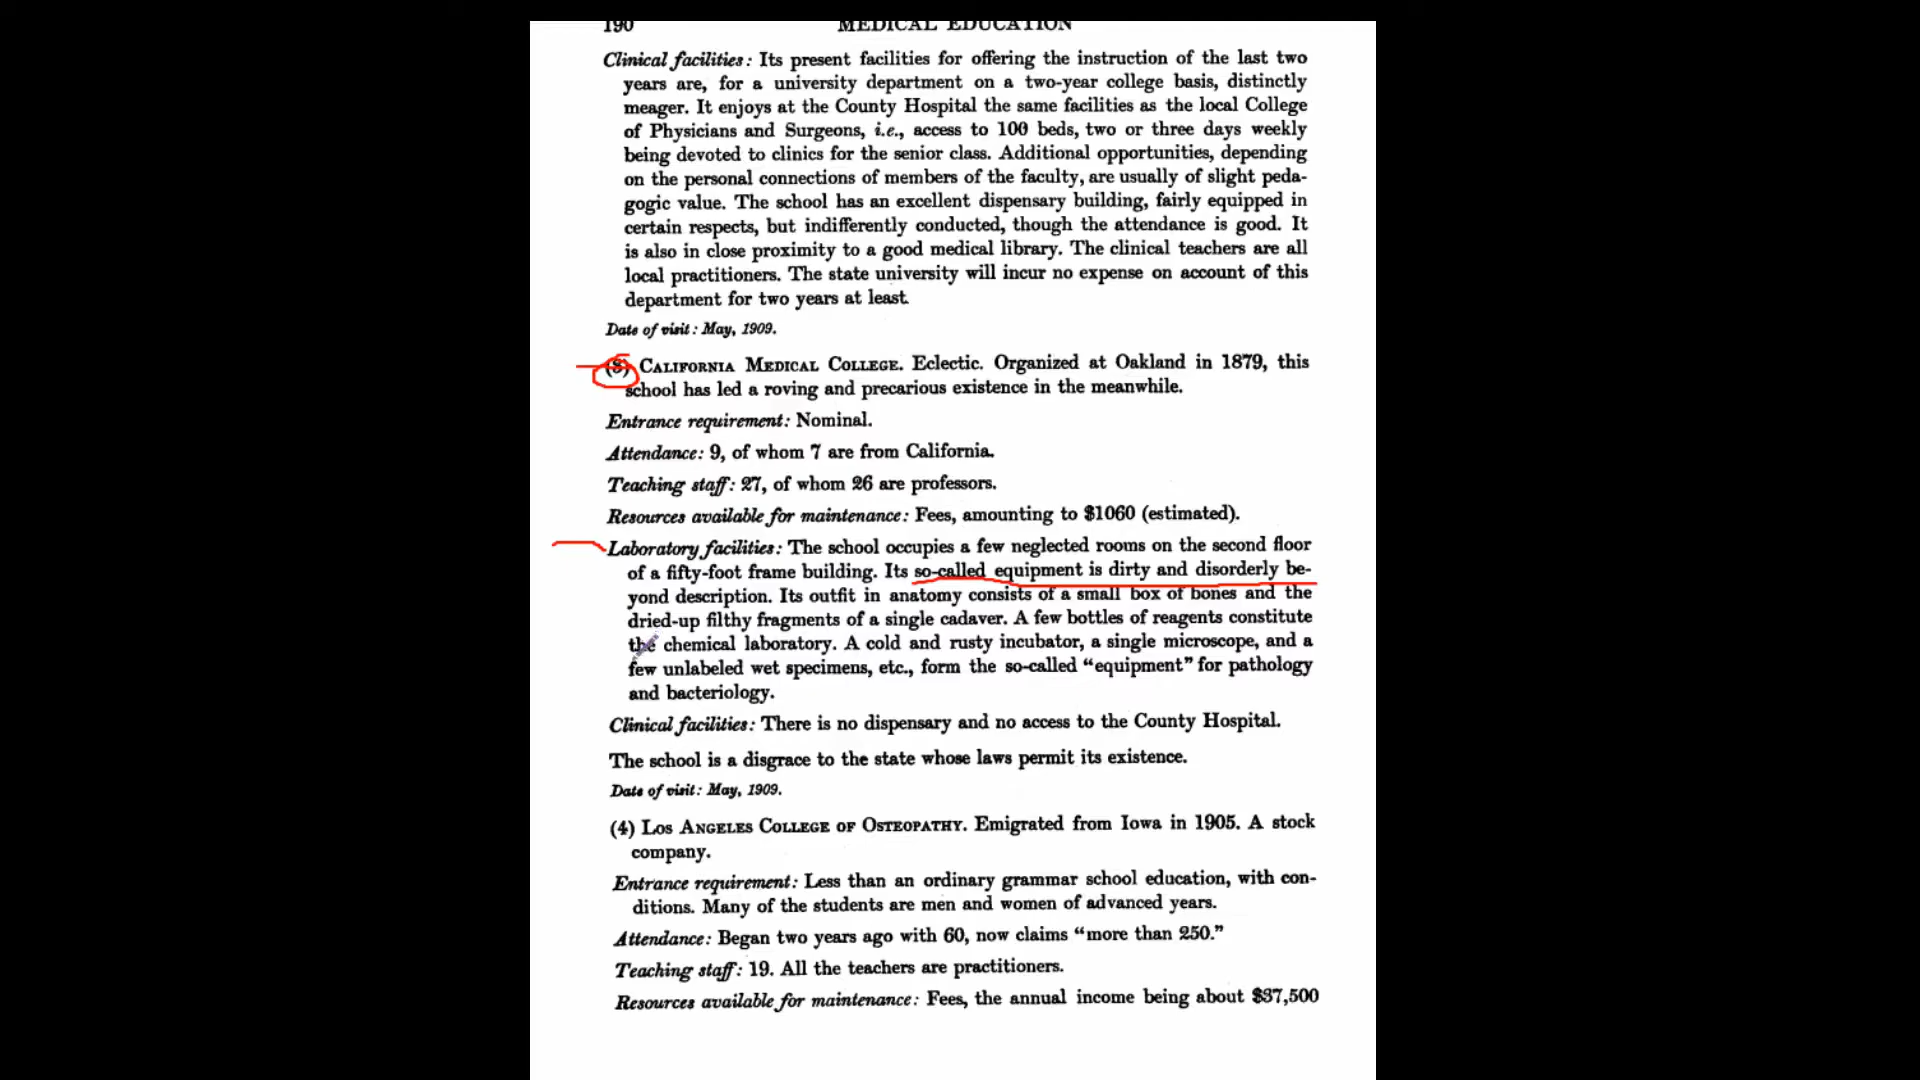 190 MEDICAL EDUCATION
Clinical facilities: Its present facilities for offering the instruction of the last two
years are, for a university department on a two-year college basis, distinctly
meager. It enjoys at the County Hospital the same facilities as the local College
of Physicians and Surgeons, i.e., access to 100 beds, two or three days weekly
being devoted to clinics for the senior class. Additional opportunities, depending
on the personal connections of members of the faculty, are usually of slight peda-
gogic value. The school has an excellent dispensary building, fairly equipped in
certain respects, but indifferently conducted, though the attendance is good. It
is also in close proximity to a good medical library. The clinical teachers are all
local practitioners. The state university will incur no expense on account of this
department for two years at least.
Date of visit: May, 1909.
(3) CALIFORNIA MEDICAL COLLEGE. Eclectic. Organized at Oakland in 1879, this
school has led a roving and precarious existence in the meanwhile.
Entrance requirement: Nominal.
Attendance: 9, of whom 7 are from California.
Teaching staff: 27, of whom 26 are professors.
Resources available for maintenance: Fees, amounting to $1060 (estimated).
Laboratory facilities: The school occupies a few neglected rooms on the second floor
of a fifty-foot frame building. Its so-called equipment is dirty and disorderly be-
yond description. Its outfit in anatomy consists of a small box of bones and the
dried-up filthy fragments of a single cadaver. A few bottles of reagents constitute
the chemical laboratory. A cold and rusty incubator, a single microscope, and a
few unlabeled wet specimens, etc., form the so-called "equipment" for pathology
and bacteriology.
Clinical facilities: There is no dispensary and no access to the County Hospital.
The school is a disgrace to the state whose laws permit its existence.
Date of visit: May, 1909.
(4) LOS ANGELES COLLEGE OF OSTEOPATHY. Emigrated from Iowa in 1905. A stock
company.
Entrance requirement: Less than an ordinary grammar school education, with con-
ditions. Many of the students are men and women of advanced years.
Attendance: Began two years ago with 60, now claims "more than 250."
Teaching staff: 19. All the teachers are practitioners.
Resources available for maintenance: Fees, the annual income being about $37,500